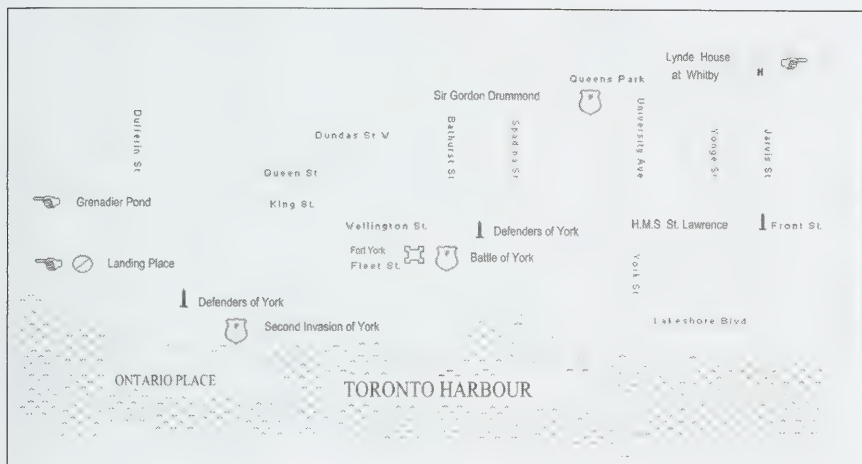 Lynde House
at Whitby
H
Queens Park
P
Sir Gordon Drummond
Dufferin St
Dundas St W
Bathurst St
Spadina St
University Ave
Yonge St
Jarvis St
Queen St
Grenadier Pond
King St.
Wellington St.
Defenders of York
H.M.S St. Lawrence
Front St.
Fort York
Fleet St.
P
Battle of York
Landing Place
York St
Defenders of York
P
Second Invasion of York
Lakeshore Blvd
ONTARIO PLACE
TORONTO HARBOUR